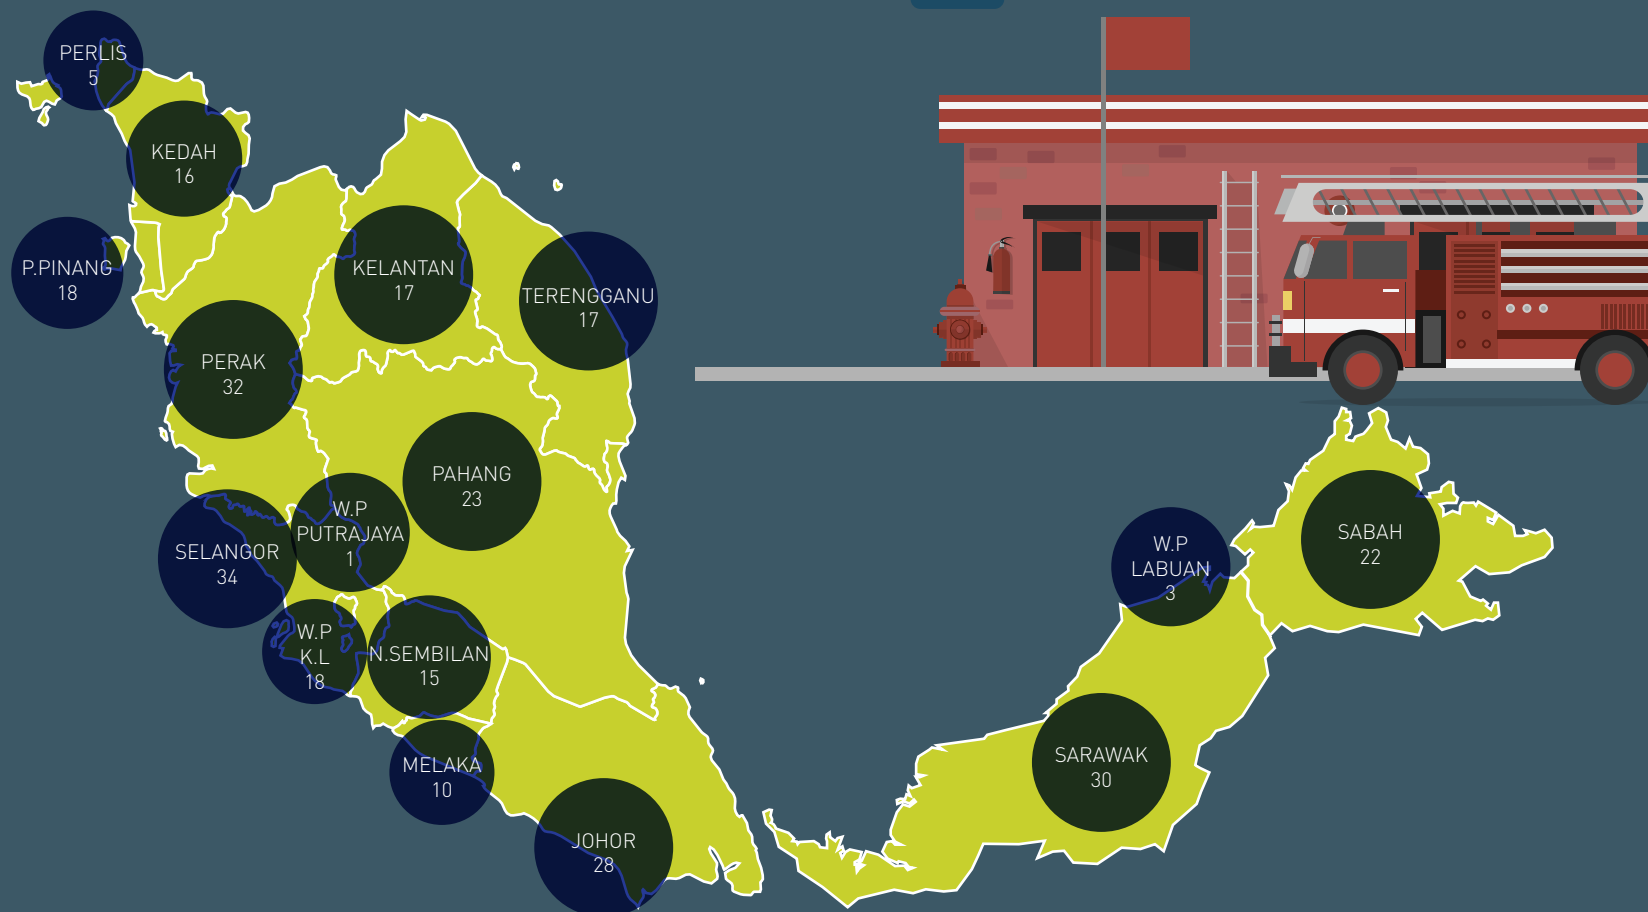 PERLIS
5
KEDAH
16
P.PINANG
18
KELANTAN
17
TERENGGANU
17
PERAK
32
PAHANG
23
W.P
PUTRAJAYA
1
SELANGOR
34
W.P
K.L
18
N.SEMBILAN
15
MELAKA
10
JOHOR
28
W.P
LABUAN
3
SABAH
22
SARAWAK
30